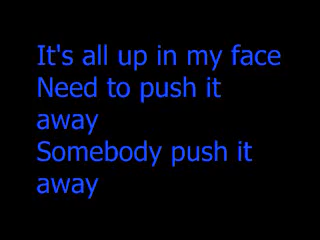 It's all up in my face
Need to push it
away
Somebody push it
away